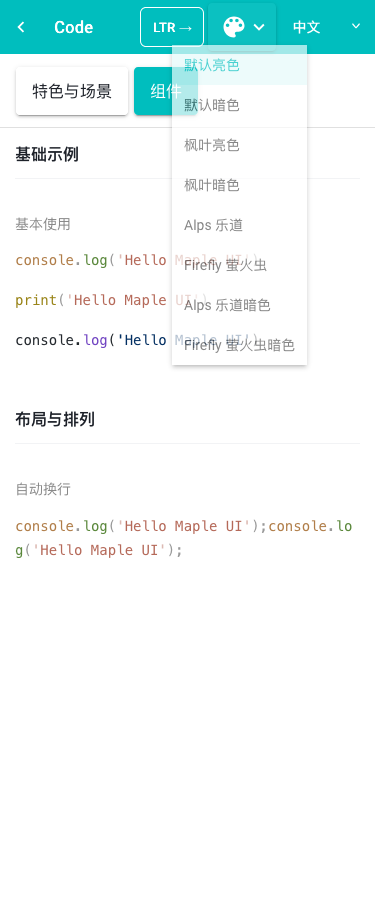 Code
LTR →
中文
默认亮色
默认暗色
枫叶亮色
枫叶暗色
Alps 乐道
Firefly 萤火虫
Alps 乐道暗色
Firefly 萤火虫暗色
特色与场景
组件
基础示例
基本使用
console.log('Hello Maple UI')
print('Hello Maple UI')
console.log('Hello Maple UI')
布局与排列
自动换行
console.log('Hello Maple UI');console.lo
g('Hello Maple UI');